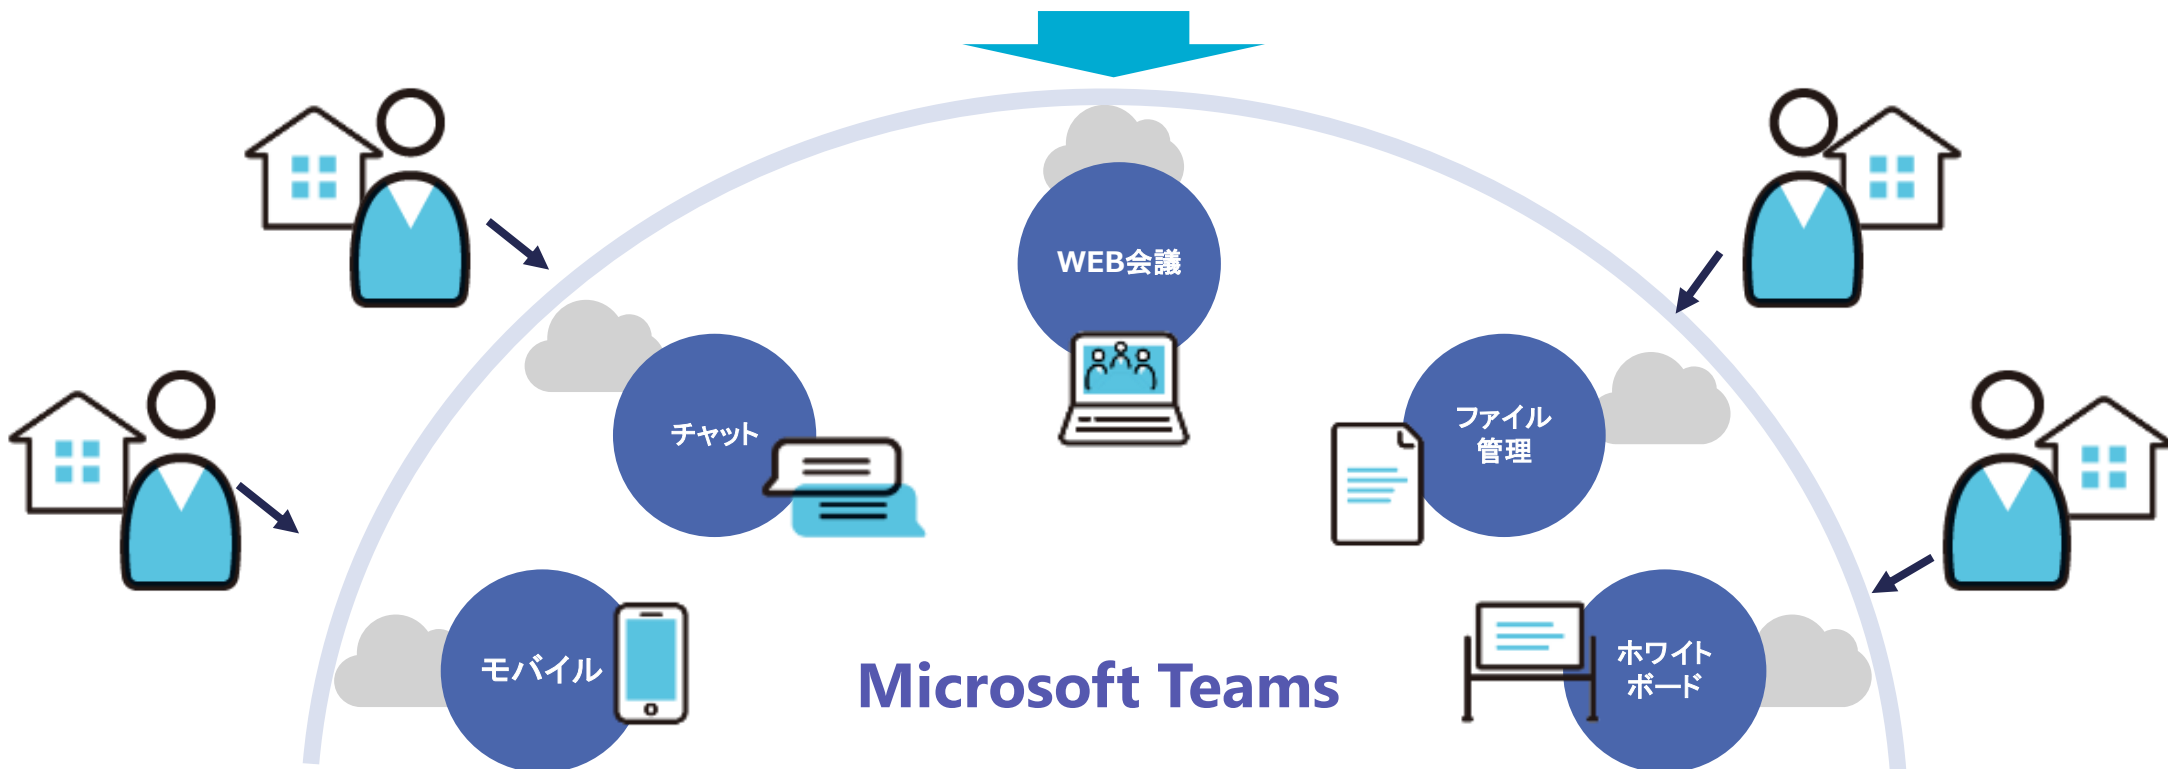 WEB会議
チャット
ファイル
管理
モバイル
ホワイト
ボード
Microsoft Teams